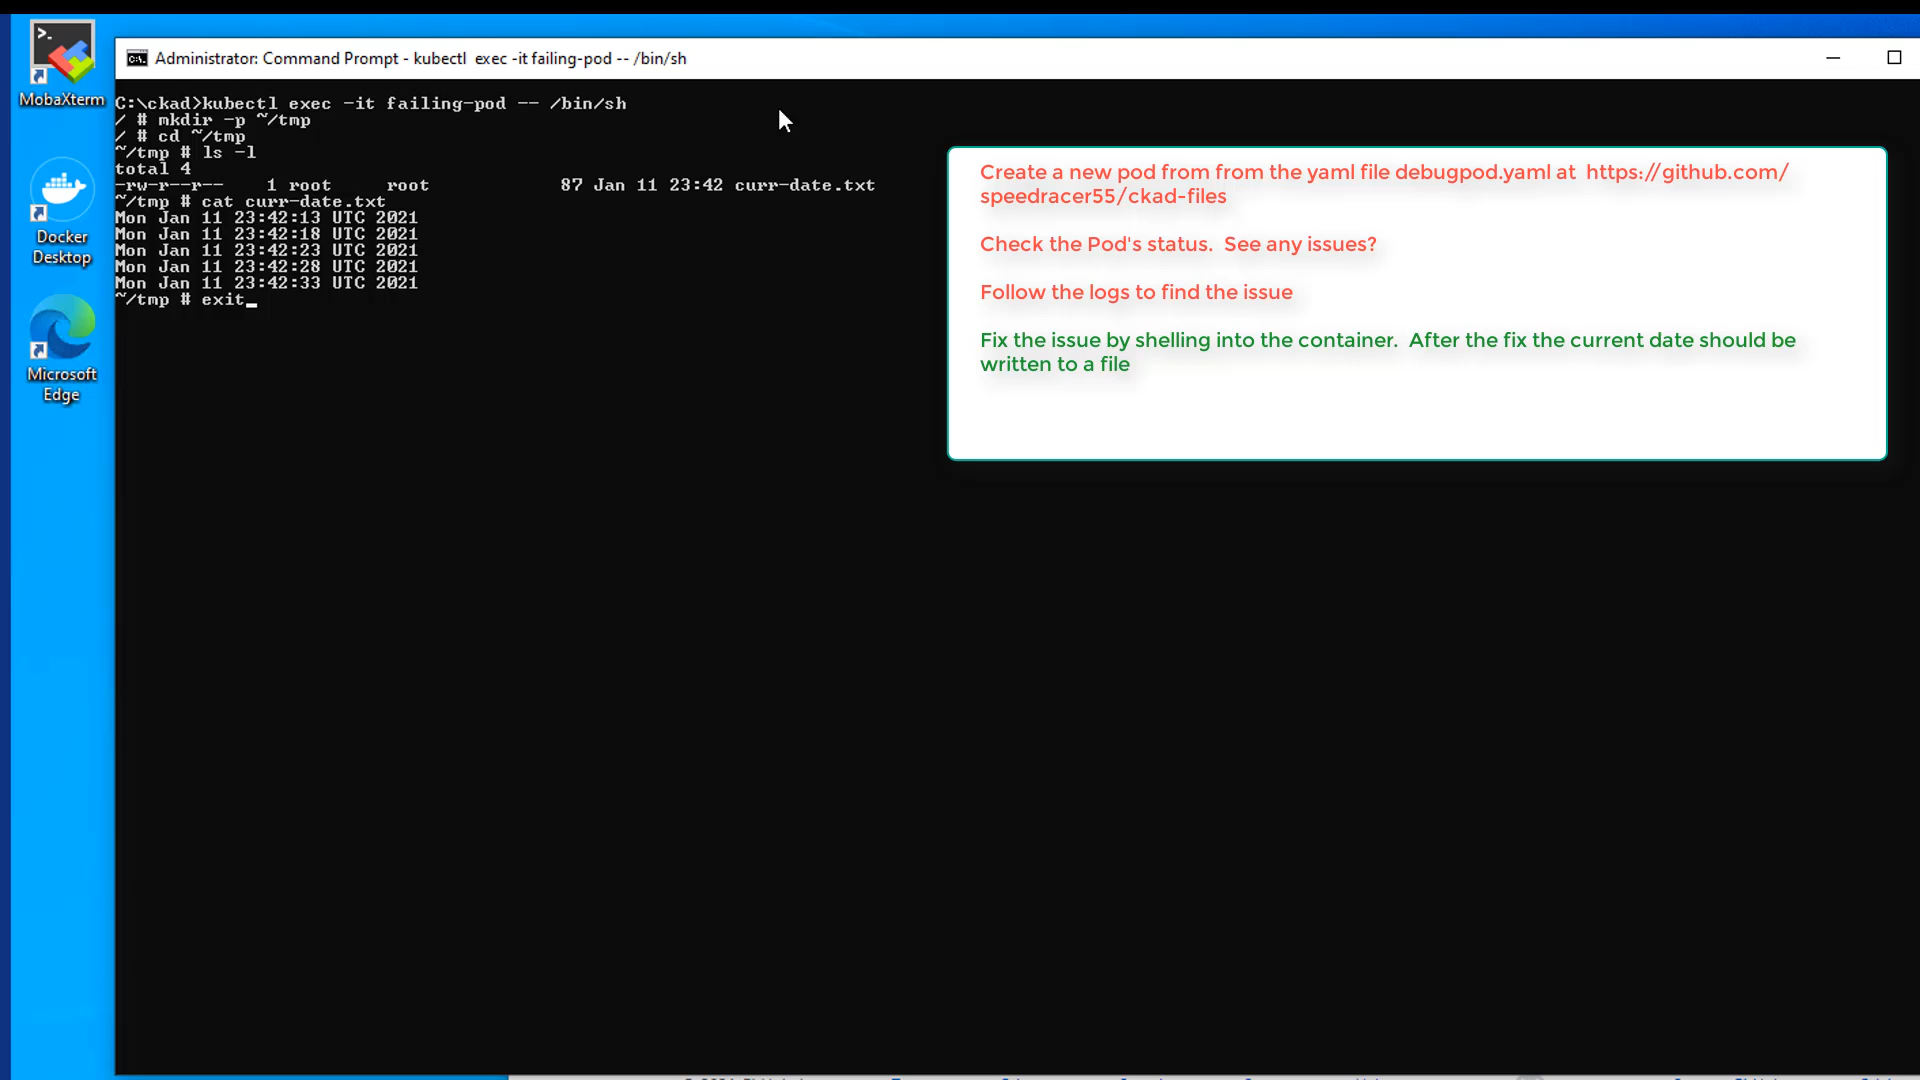 MobaXterm
Docker
Desktop
Microsoft
Edge
Administrator: Command Prompt - kubectl  exec -it failing-pod -- /bin/sh
C:\ckad>kubectl exec -it failing-pod -- /bin/sh
/ # mkdir -p ~/tmp
/ # cd ~/tmp
~/tmp # ls -l
total 4
-rw-r--r--    1 root     root            87 Jan 11 23:42 curr-date.txt
~/tmp # cat curr-date.txt
Mon Jan 11 23:42:13 UTC 2021
Mon Jan 11 23:42:18 UTC 2021
Mon Jan 11 23:42:23 UTC 2021
Mon Jan 11 23:42:28 UTC 2021
Mon Jan 11 23:42:33 UTC 2021
~/tmp # exit_
Create a new pod from from the yaml file debugpod.yaml at  https://github.com/
speedracer55/ckad-files
Check the Pod's status.  See any issues?
Follow the logs to find the issue
Fix the issue by shelling into the container.  After the fix the current date should be
written to a file